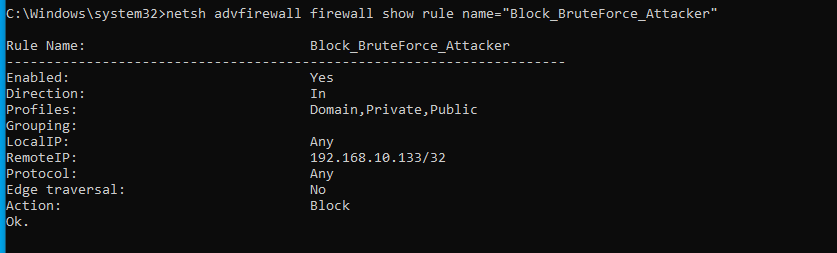 C:\Windows\system32>netsh advfirewall firewall show rule name="Block_BruteForce_Attacker"
Rule Name: Block_BruteForce_Attacker
----------------------------------------------------------------------
Enabled: Yes
Direction: In
Profiles: Domain,Private,Public
Grouping:
LocalIP: Any
RemoteIP: 192.168.10.133/32
Protocol: Any
Edge traversal: No
Action: Block
Ok.